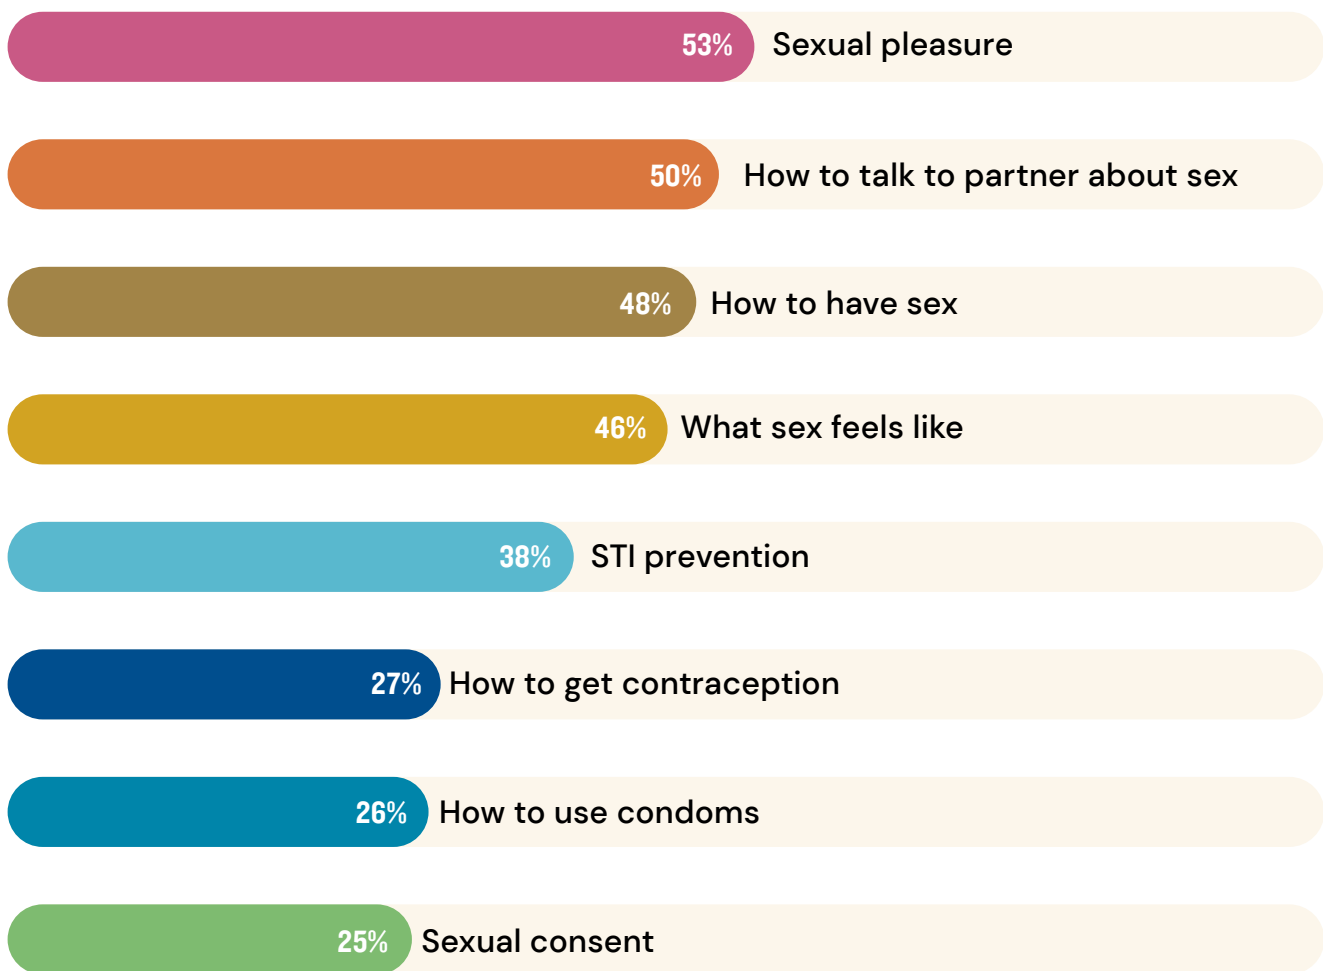 53% Sexual pleasure
50% How to talk to partner about sex
48% How to have sex
46% What sex feels like
38% STI prevention
27% How to get contraception
26% How to use condoms
25% Sexual consent